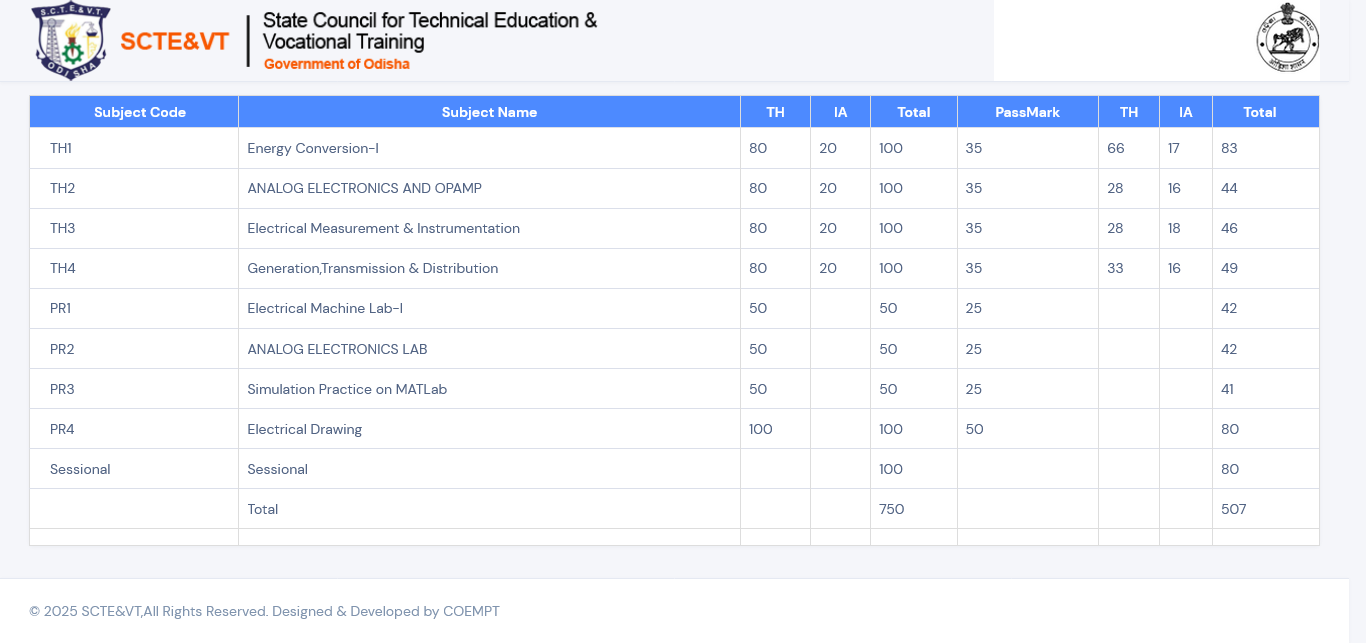 S.C.T.E.&V.T.
ODISHA
SCTE&VT
State Council for Technical Education &
Vocational Training
Government of Odisha
Subject Code Subject Name TH IA Total PassMark TH IA Total
TH1 Energy Conversion-I 80 20 100 35 66 17 83
TH2 ANALOG ELECTRONICS AND OPAMP 80 20 100 35 28 16 44
TH3 Electrical Measurement & Instrumentation 80 20 100 35 28 18 46
TH4 Generation,Transmission & Distribution 80 20 100 35 33 16 49
PR1 Electrical Machine Lab-I 50 50 25 42
PR2 ANALOG ELECTRONICS LAB 50 50 25 42
PR3 Simulation Practice on MATLab 50 50 25 41
PR4 Electrical Drawing 100 100 50 80
Sessional Sessional 100 80
Total 750 507
© 2025 SCTE&VT,All Rights Reserved. Designed & Developed by COEMPT